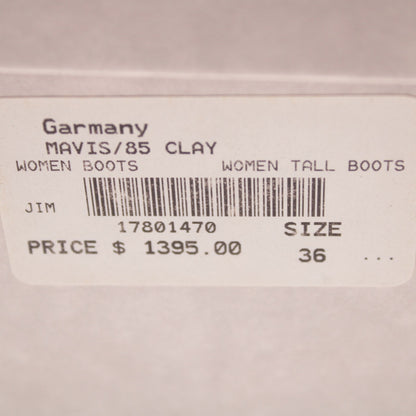 Garmany
MAVIS/85 CLAY
WOMEN BOOTS WOMEN TALL BOOTS
JIM
17801470 SIZE
PRICE $ 1395.00 36 ...